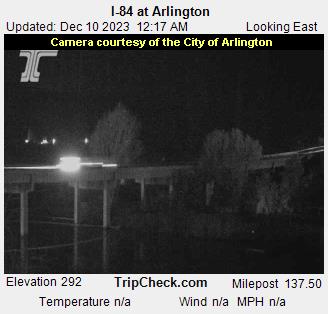 I-84 at Arlington
Updated: Dec 10 2023 12:17 AM Looking East
Camera courtesy of the City of Arlington
Elevation 292 TripCheck.com Milepost 137.50
Temperature n/a Wind n/a MPH n/a